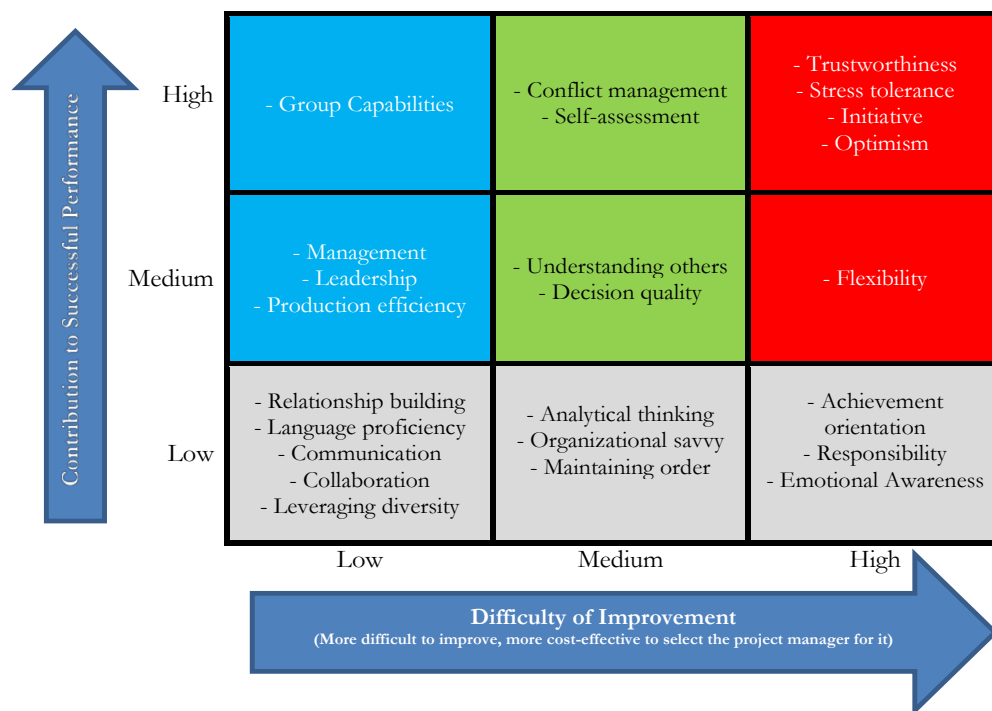 Contribution to Successful Performance
High
- Group Capabilities
- Conflict management
- Self-assessment
- Trustworthiness
- Stress tolerance
- Initiative
- Optimism
Medium
- Management
- Leadership
- Production efficiency
- Understanding others
- Decision quality
- Flexibility
Low
- Relationship building
- Language proficiency
- Communication
- Collaboration
- Leveraging diversity
- Analytical thinking
- Organizational savvy
- Maintaining order
- Achievement
orientation
- Responsibility
- Emotional Awareness
Low
Medium
High
Difficulty of Improvement
(More difficult to improve, more cost-effective to select the project manager for it)